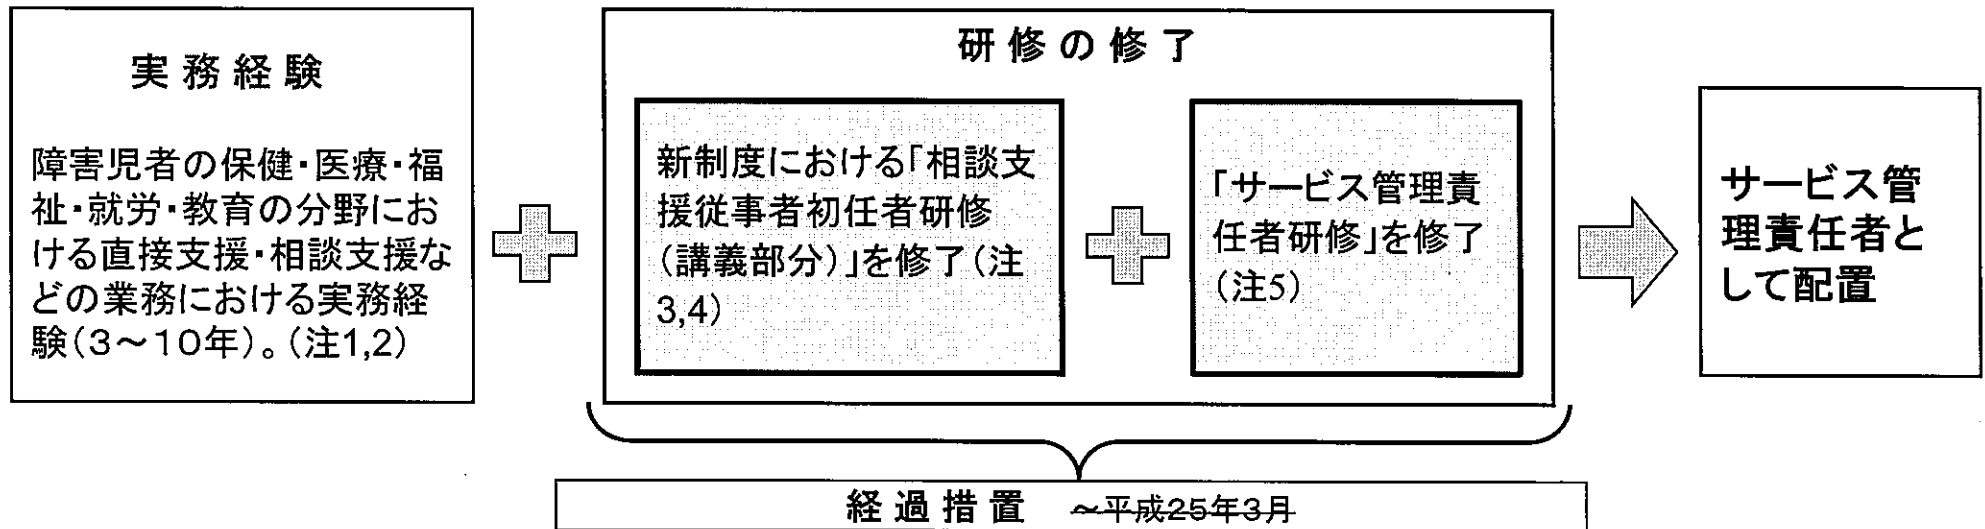 実務経験
障害児者の保健・医療・福
祉・就労・教育の分野にお
ける直接支援・相談支援な
どの業務における実務経
験(3～10年)。(注1,2)
研修の修了
新制度における「相談支
援従事者初任者研修
(講義部分)」を修了(注
3,4)
「サービス管理責
任者研修」を修了
(注5)
サービス管
理責任者と
して配置
経過措置 ～平成25年3月